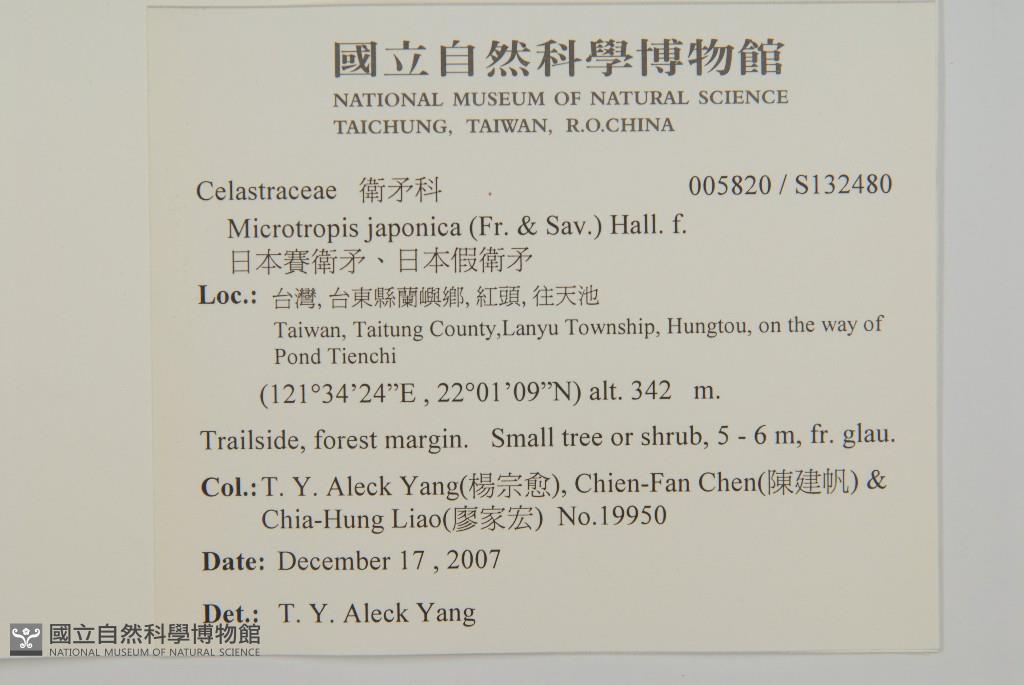 國立自然科學博物館
NATIONAL MUSEUM OF NATURAL SCIENCE
TAICHUNG, TAIWAN, R.O.CHINA
Celastraceae 衛矛科 005820 / S132480
Microtropis japonica (Fr. & Sav.) Hall. f.
日本賽衛矛、日本假衛矛
Loc.: 台灣, 台東縣蘭嶼鄉, 紅頭, 往天池
Taiwan, Taitung County,Lanyu Township, Hungtou, on the way of
Pond Tienchi
(121°34’24”E , 22°01’09”N) alt. 342 m.
Trailside, forest margin. Small tree or shrub, 5 - 6 m, fr. glau.
Col.: T. Y. Aleck Yang(楊宗愈), Chien-Fan Chen(陳建帆) &
Chia-Hung Liao(廖家宏) No.19950
Date: December 17 , 2007
Det.: T. Y. Aleck Yang
國立自然科學博物館
NATIONAL MUSEUM OF NATURAL SCIENCE